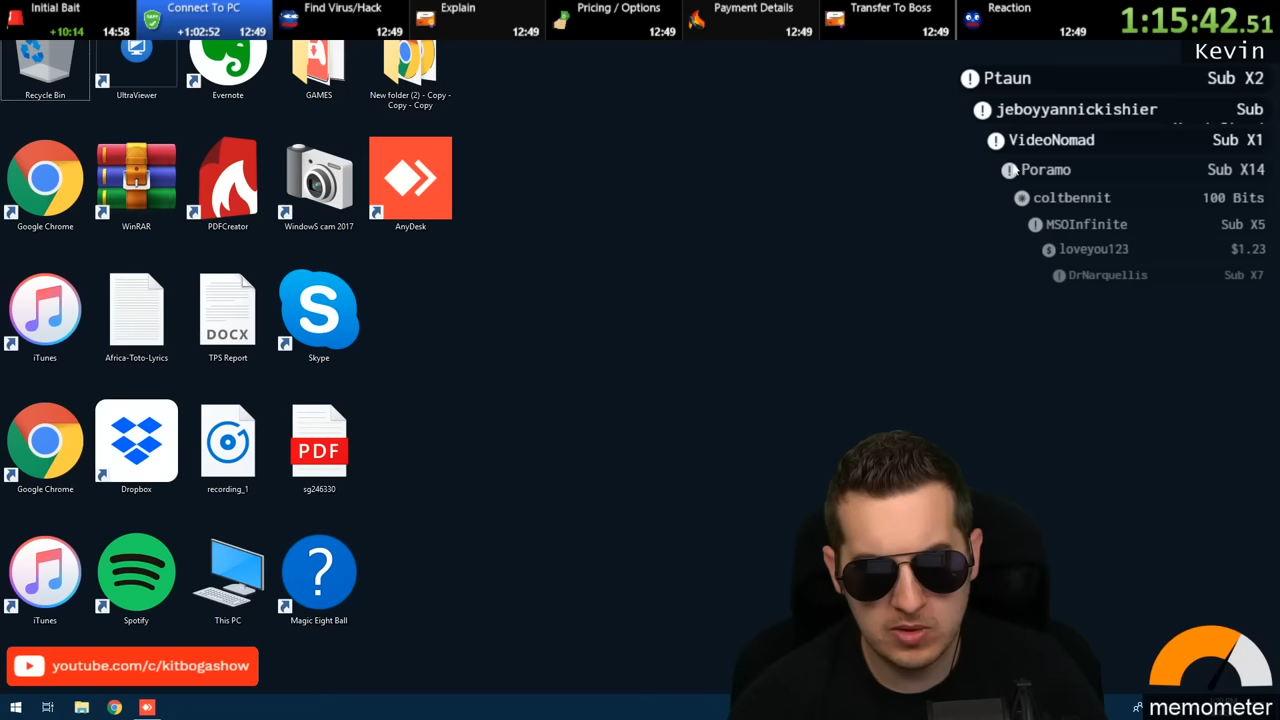 Initial Bait
+10:14 14:58
Connect To PC
+1:02:52 12:49
Find Virus/Hack
12:49
Explain
12:49
Pricing / Options
12:49
Payment Details
12:49
Transfer To Boss
12:49
Reaction
12:49
1:15:42.51
Kevin
Ptaun Sub X2
jeboyyannickishier Sub
VideoNomad Sub X1
Poramo Sub X14
coltbennit 100 Bits
MSOInfinite Sub X5
loveyou123 $1.23
DrNarquellis Sub X7
Recycle Bin
UltraViewer
Evernote
GAMES
New folder (2) - Copy -
Copy - Copy
Google Chrome
WinRAR
PDFCreator
WindowS cam 2017
AnyDesk
iTunes
Africa-Toto-Lyrics
DOCX
TPS Report
S
Skype
Google Chrome
Dropbox
recording_1
PDF
sg246330
iTunes
Spotify
This PC
?
Magic Eight Ball
youtube.com/c/kitbogashow
memometer